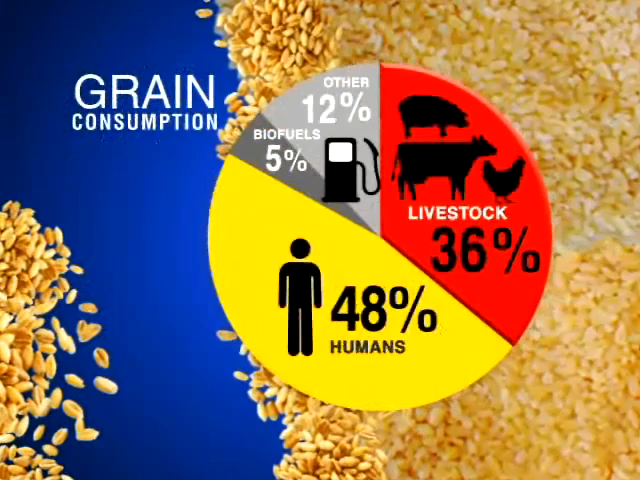 GRAIN
CONSUMPTION
OTHER
12%
BIOFUELS
5%
LIVESTOCK
36%
48%
HUMANS